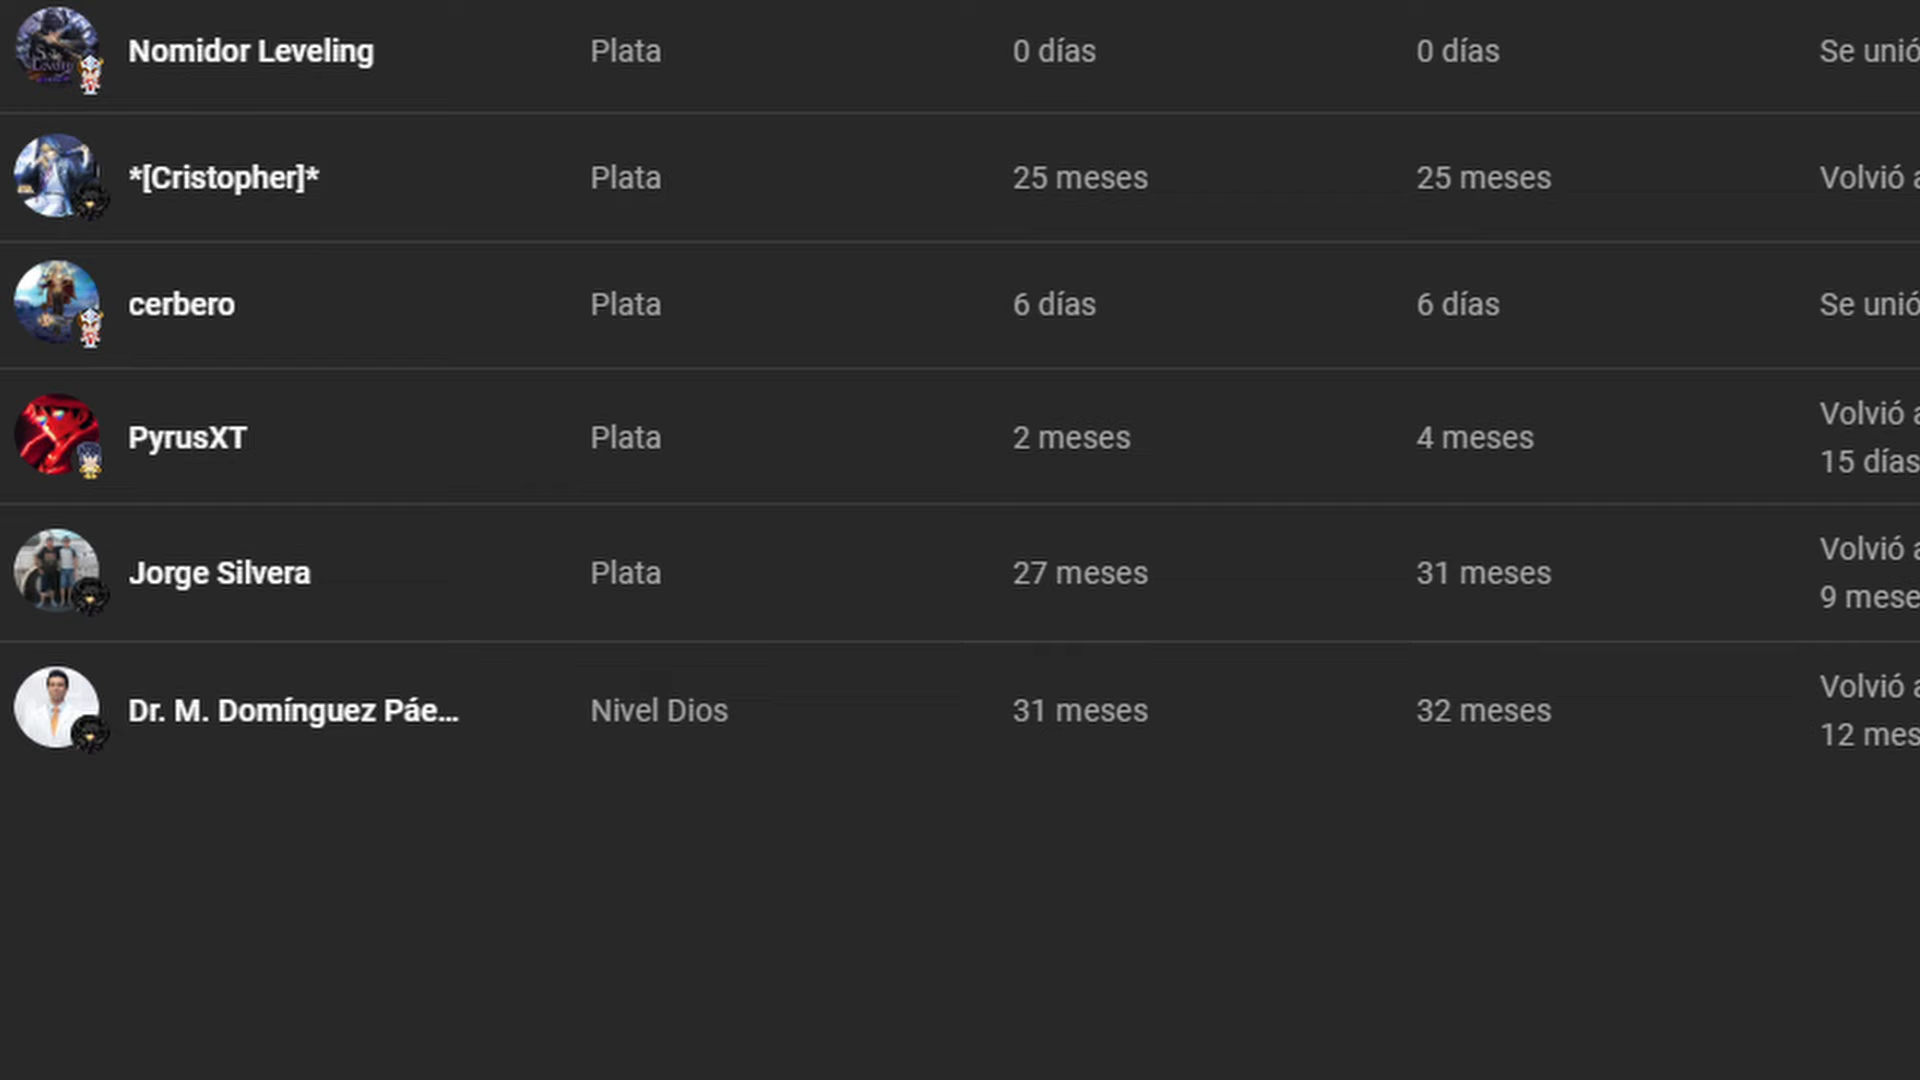 Nomidor Leveling Plata 0 días 0 días Se unió
*[Cristopher]* Plata 25 meses 25 meses Volvió a
cerbero Plata 6 días 6 días Se unió
PyrusXT Plata 2 meses 4 meses Volvió a
15 días
Jorge Silvera Plata 27 meses 31 meses Volvió a
9 mese
Dr. M. Domínguez Páe... Nivel Dios 31 meses 32 meses Volvió a
12 mes